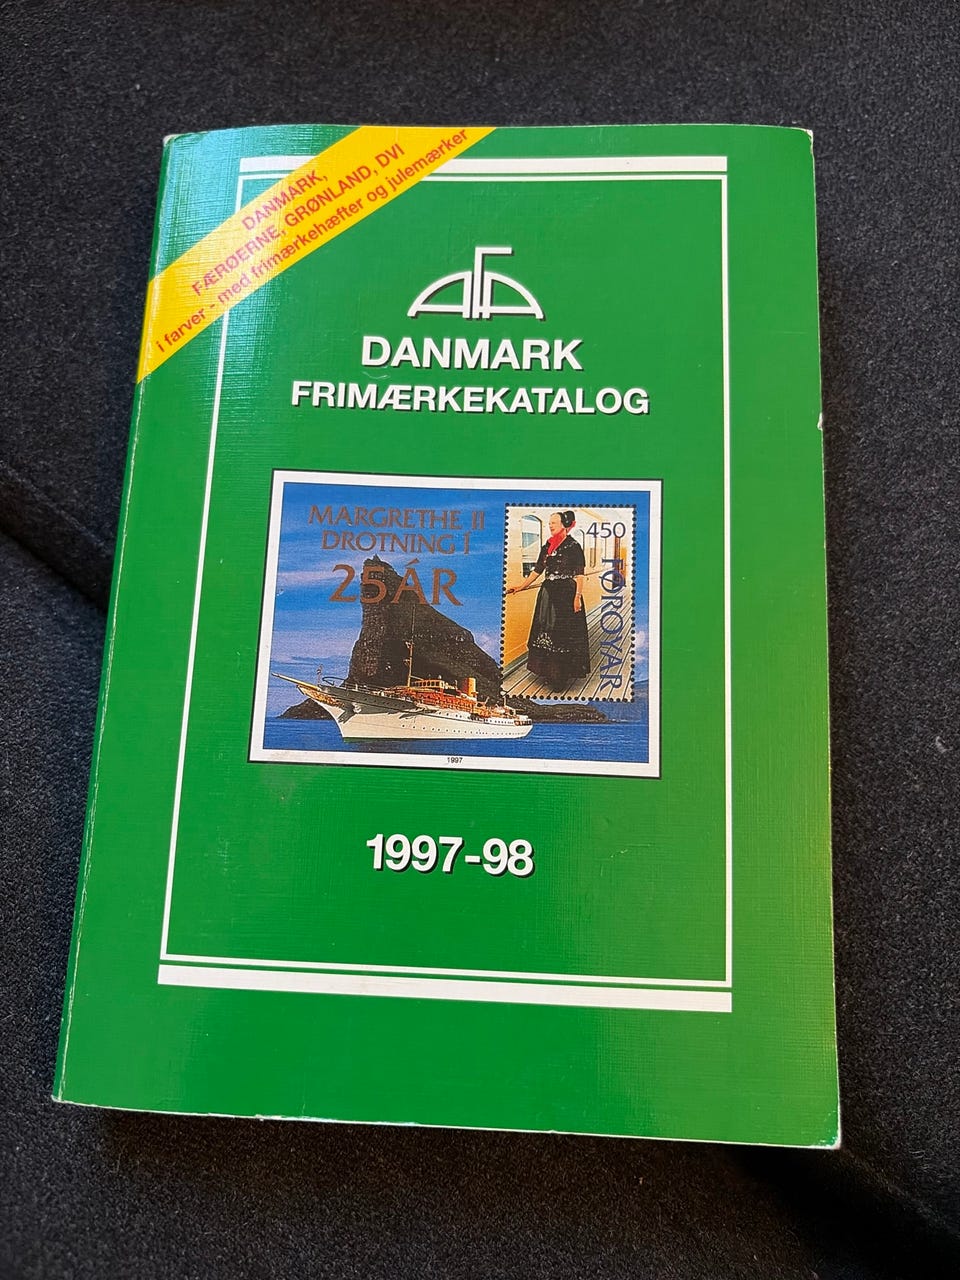 DANMARK,
FÆRØERNE, GRØNLAND, DVI
i farver - med frimærkehæfter og julemærker
AFA
DANMARK
FRIMÆRKEKATALOG
MARGRETHE II
DROTNING Í
25 ÁR
450
FØROYAR
1997
1997-98